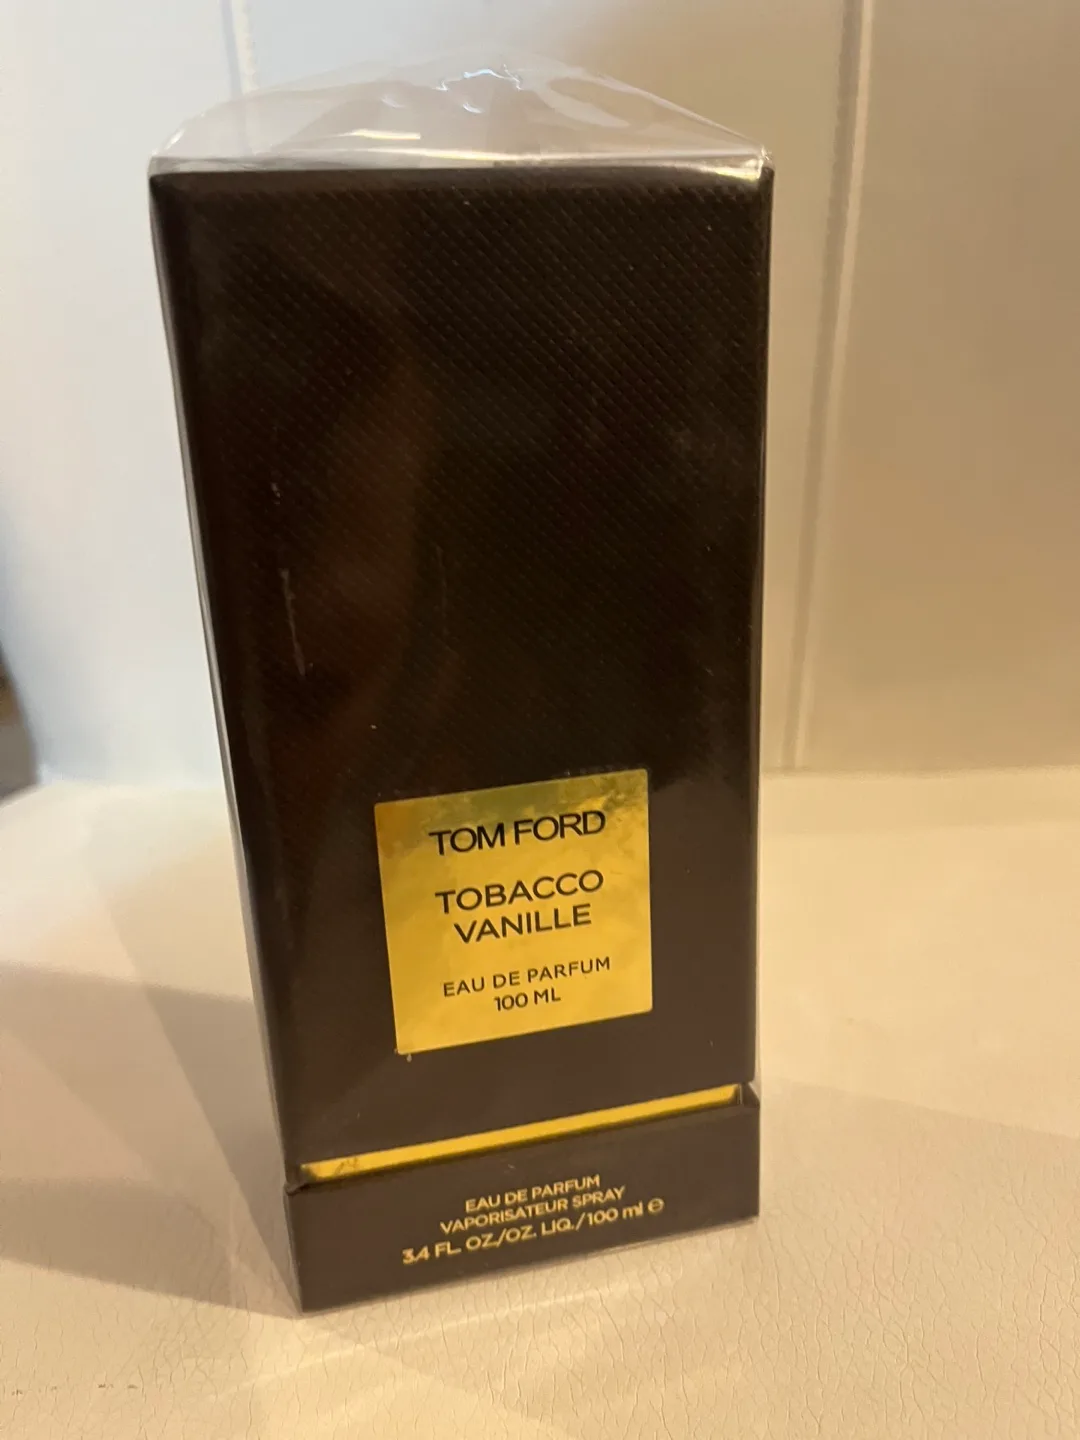 TOM FORD
TOBACCO
VANILLE
EAU DE PARFUM
100 ML
EAU DE PARFUM
VAPORISATEUR SPRAY
3.4 FL. OZ./OZ. LIQ./100 ml ℮